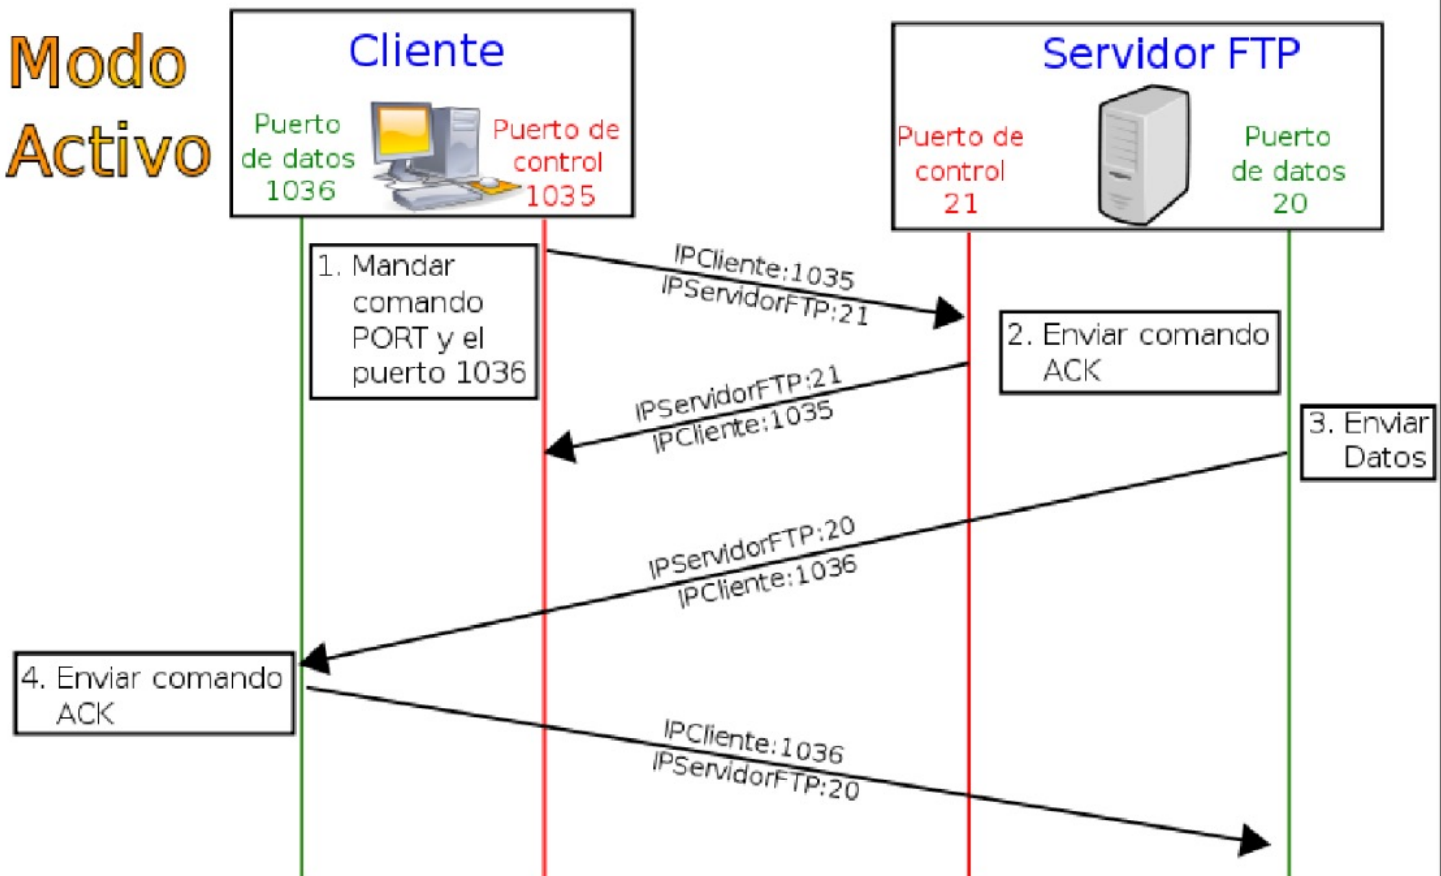 Modo
Activo
Cliente
Puerto
de datos
1036
Puerto de
control
1035
Servidor FTP
Puerto de
control
21
Puerto
de datos
20
1. Mandar
comando
PORT y el
puerto 1036
IPCliente:1035
IPServidorFTP:21
2. Enviar comando
ACK
IPServidorFTP:21
IPCliente:1035
3. Enviar
Datos
IPServidorFTP:20
IPCliente:1036
4. Enviar comando
ACK
IPCliente:1036
IPServidorFTP:20